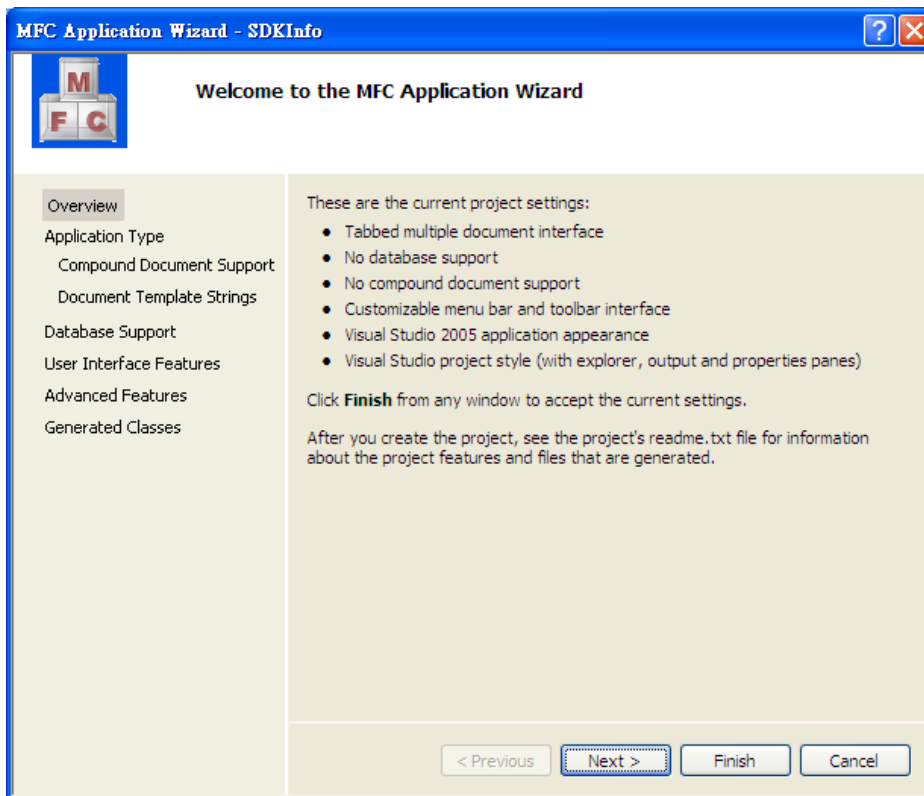 MFC Application Wizard - SDKInfo
M
F C
Welcome to the MFC Application Wizard
Overview
Application Type
Compound Document Support
Document Template Strings
Database Support
User Interface Features
Advanced Features
Generated Classes
These are the current project settings:
• Tabbed multiple document interface
• No database support
• No compound document support
• Customizable menu bar and toolbar interface
• Visual Studio 2005 application appearance
• Visual Studio project style (with explorer, output and properties panes)
Click Finish from any window to accept the current settings.
After you create the project, see the project's readme.txt file for information
about the project features and files that are generated.
< Previous
Next >
Finish
Cancel